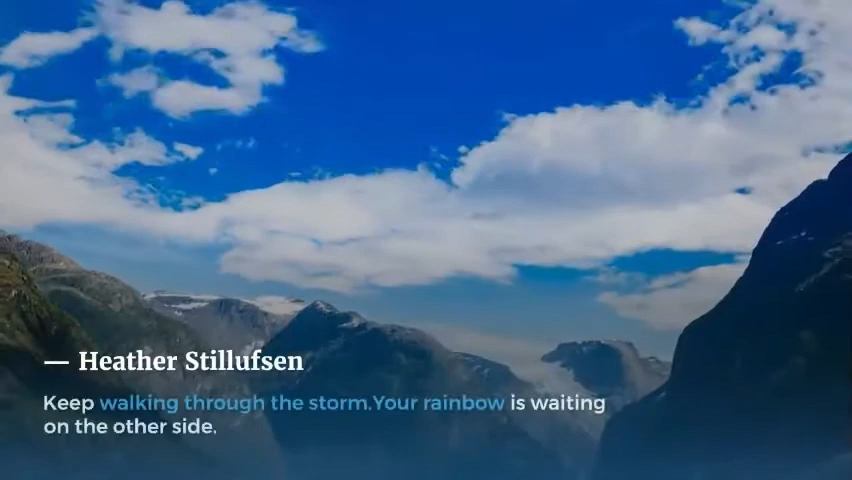 — Heather Stillufsen
Keep walking through the storm.Your rainbow is waiting
on the other side.